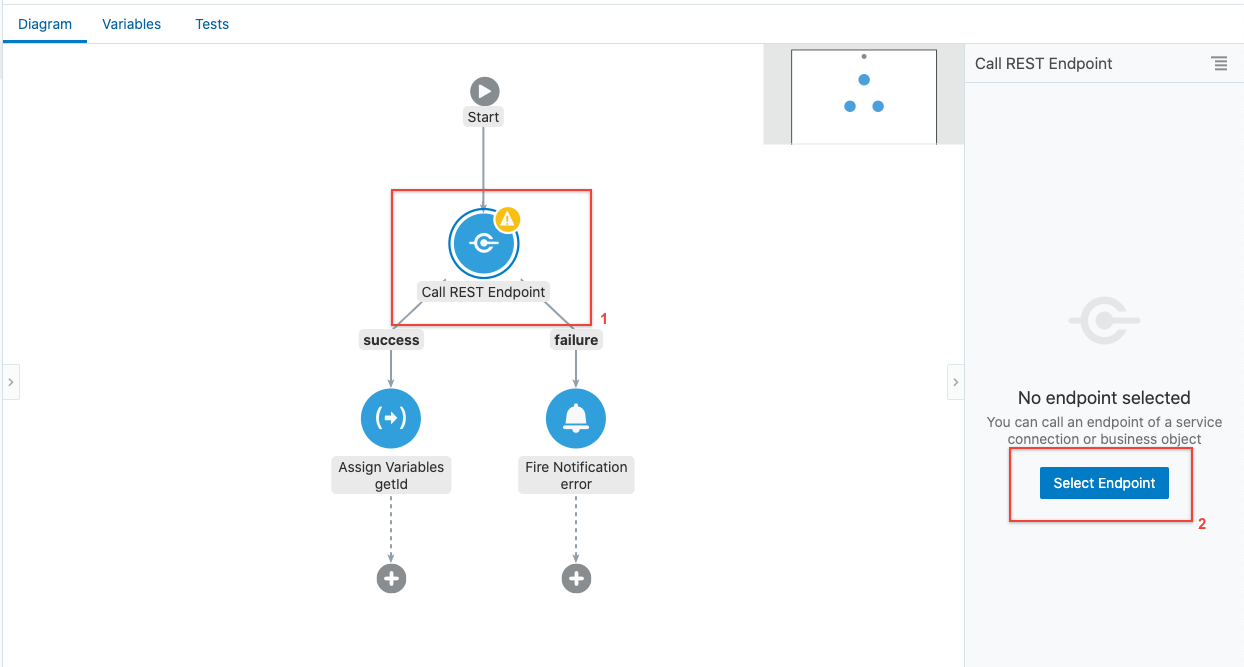 Diagram
Variables
Tests
Call REST Endpoint
Start
Call REST Endpoint
1
success
failure
Assign Variables
getId
Fire Notification
error
No endpoint selected
You can call an endpoint of a service
connection or business object
Select Endpoint
2